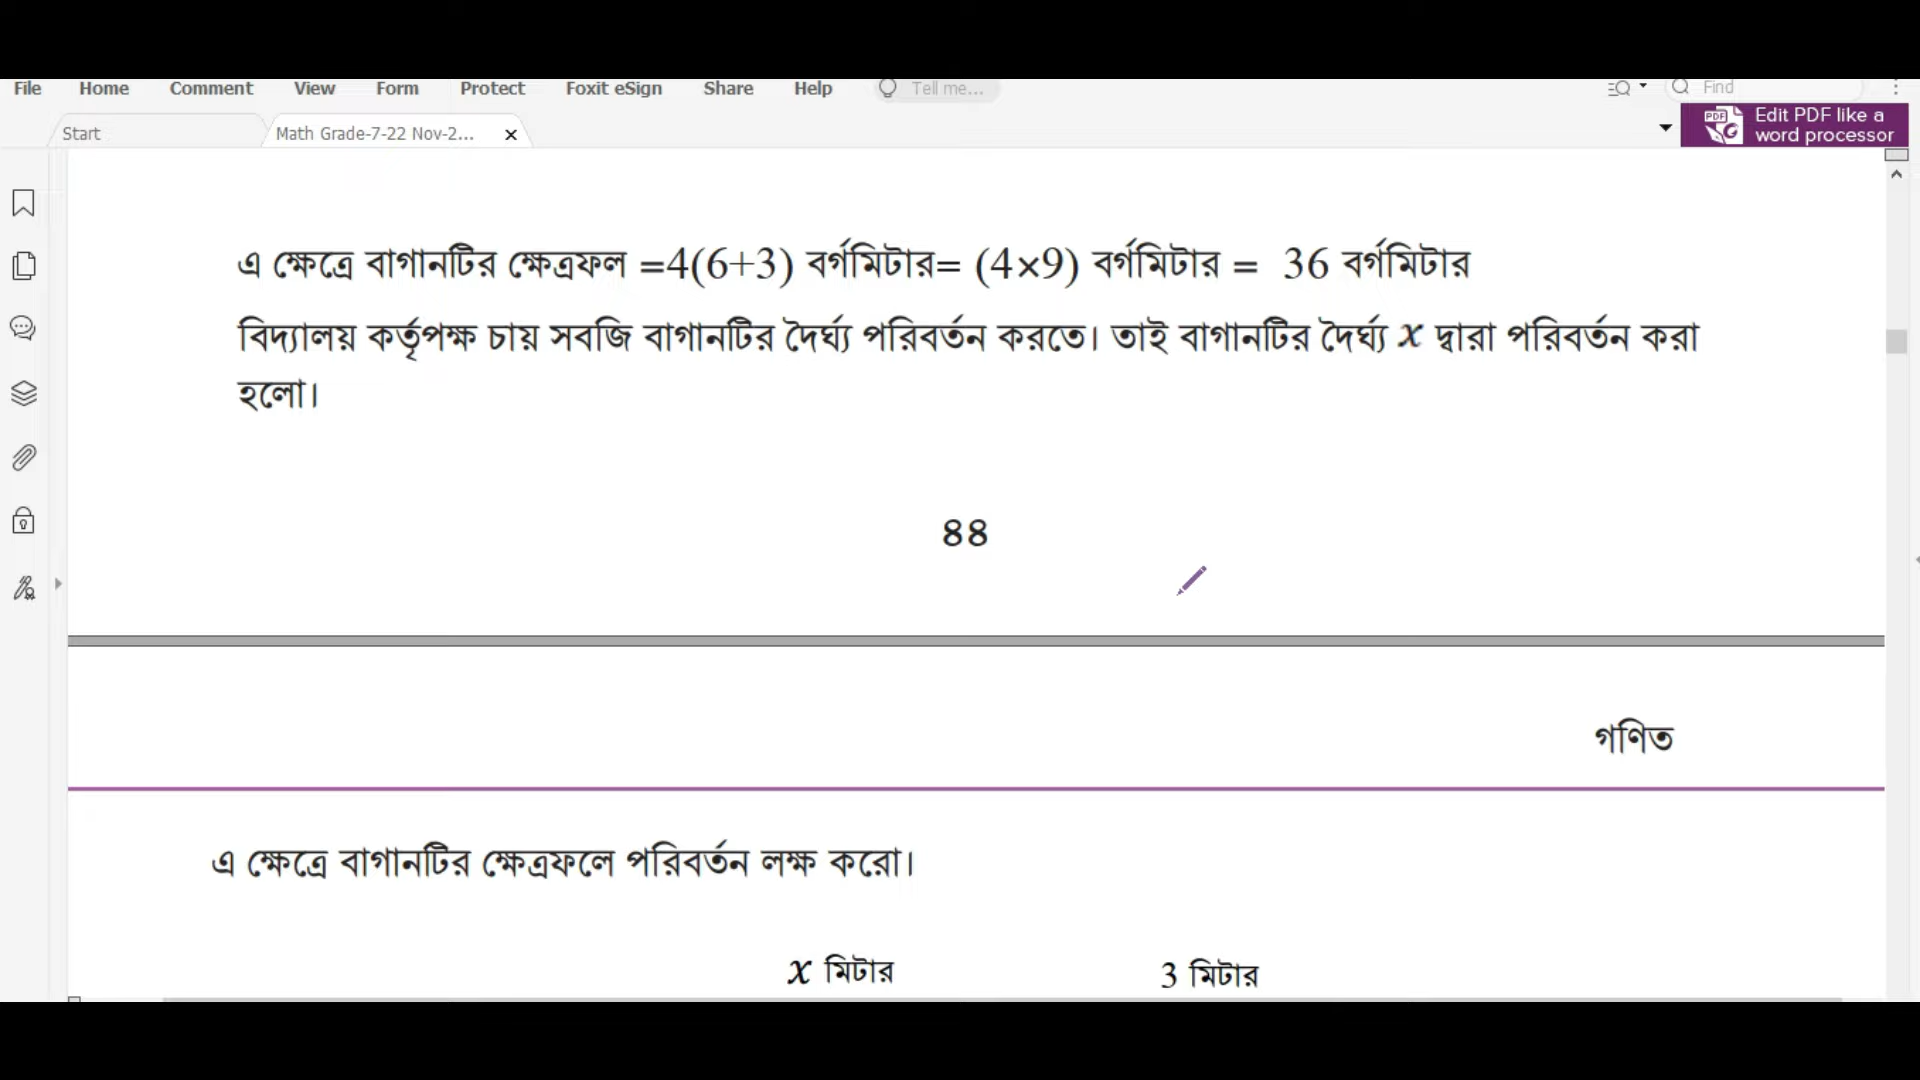 File Home Comment View Form Protect Foxit eSign Share Help Tell me... Find
Start Math Grade-7-22 Nov-2... Edit PDF like a
word processor
এ ক্ষেত্রে বাগানটির ক্ষেত্রফল =4(6+3) বর্গমিটার= (4×9) বর্গমিটার = 36 বর্গমিটার
বিদ্যালয় কর্তৃপক্ষ চায় সবজি বাগানটির দৈর্ঘ্য পরিবর্তন করতে। তাই বাগানটির দৈর্ঘ্য x দ্বারা পরিবর্তন করা
হলো।
৪৪
গণিত
এ ক্ষেত্রে বাগানটির ক্ষেত্রফলে পরিবর্তন লক্ষ করো।
x মিটার 3 মিটার